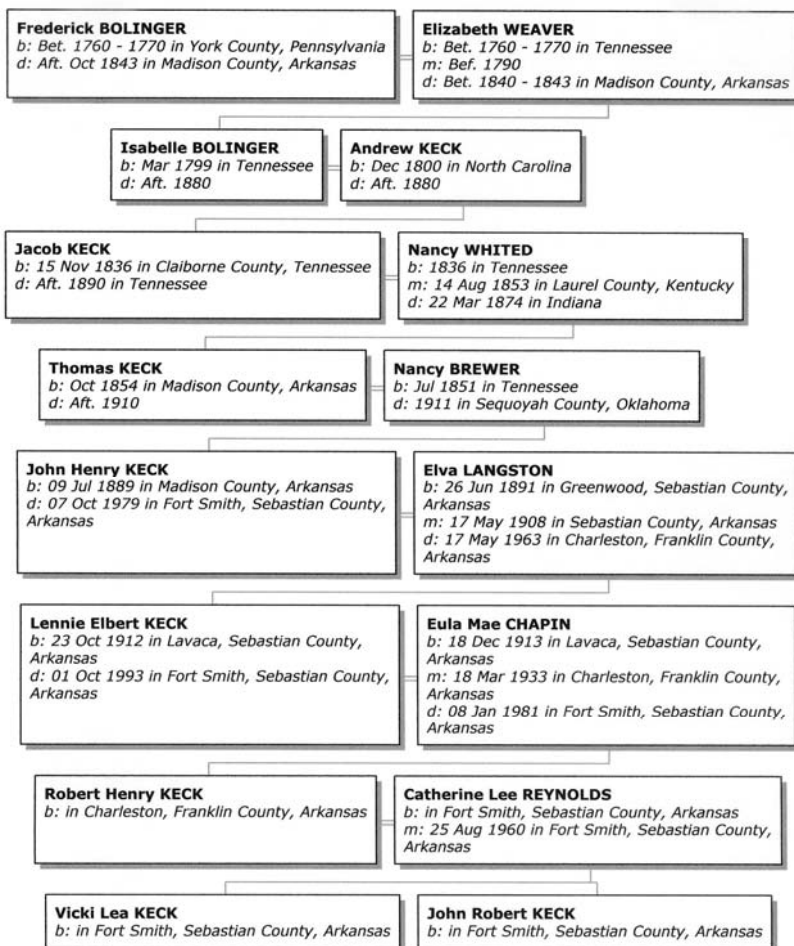 Frederick BOLINGER
b: Bet. 1760 - 1770 in York County, Pennsylvania
d: Aft. Oct 1843 in Madison County, Arkansas
Elizabeth WEAVER
b: Bet. 1760 - 1770 in Tennessee
m: Bef. 1790
d: Bet. 1840 - 1843 in Madison County, Arkansas
Isabelle BOLINGER
b: Mar 1799 in Tennessee
d: Aft. 1880
Andrew KECK
b: Dec 1800 in North Carolina
d: Aft. 1880
Jacob KECK
b: 15 Nov 1836 in Claiborne County, Tennessee
d: Aft. 1890 in Tennessee
Nancy WHITED
b: 1836 in Tennessee
m: 14 Aug 1853 in Laurel County, Kentucky
d: 22 Mar 1874 in Indiana
Thomas KECK
b: Oct 1854 in Madison County, Arkansas
d: Aft. 1910
Nancy BREWER
b: Jul 1851 in Tennessee
d: 1911 in Sequoyah County, Oklahoma
John Henry KECK
b: 09 Jul 1889 in Madison County, Arkansas
d: 07 Oct 1979 in Fort Smith, Sebastian County,
Arkansas
Elva LANGSTON
b: 26 Jun 1891 in Greenwood, Sebastian County,
Arkansas
m: 17 May 1908 in Sebastian County, Arkansas
d: 17 May 1963 in Charleston, Franklin County,
Arkansas
Lennie Elbert KECK
b: 23 Oct 1912 in Lavaca, Sebastian County,
Arkansas
d: 01 Oct 1993 in Fort Smith, Sebastian County,
Arkansas
Eula Mae CHAPIN
b: 18 Dec 1913 in Lavaca, Sebastian County,
Arkansas
m: 18 Mar 1933 in Charleston, Franklin County,
Arkansas
d: 08 Jan 1981 in Fort Smith, Sebastian County,
Arkansas
Robert Henry KECK
b: in Charleston, Franklin County, Arkansas
Catherine Lee REYNOLDS
b: in Fort Smith, Sebastian County, Arkansas
m: 25 Aug 1960 in Fort Smith, Sebastian County,
Arkansas
Vicki Lea KECK
b: in Fort Smith, Sebastian County, Arkansas
John Robert KECK
b: in Fort Smith, Sebastian County, Arkansas